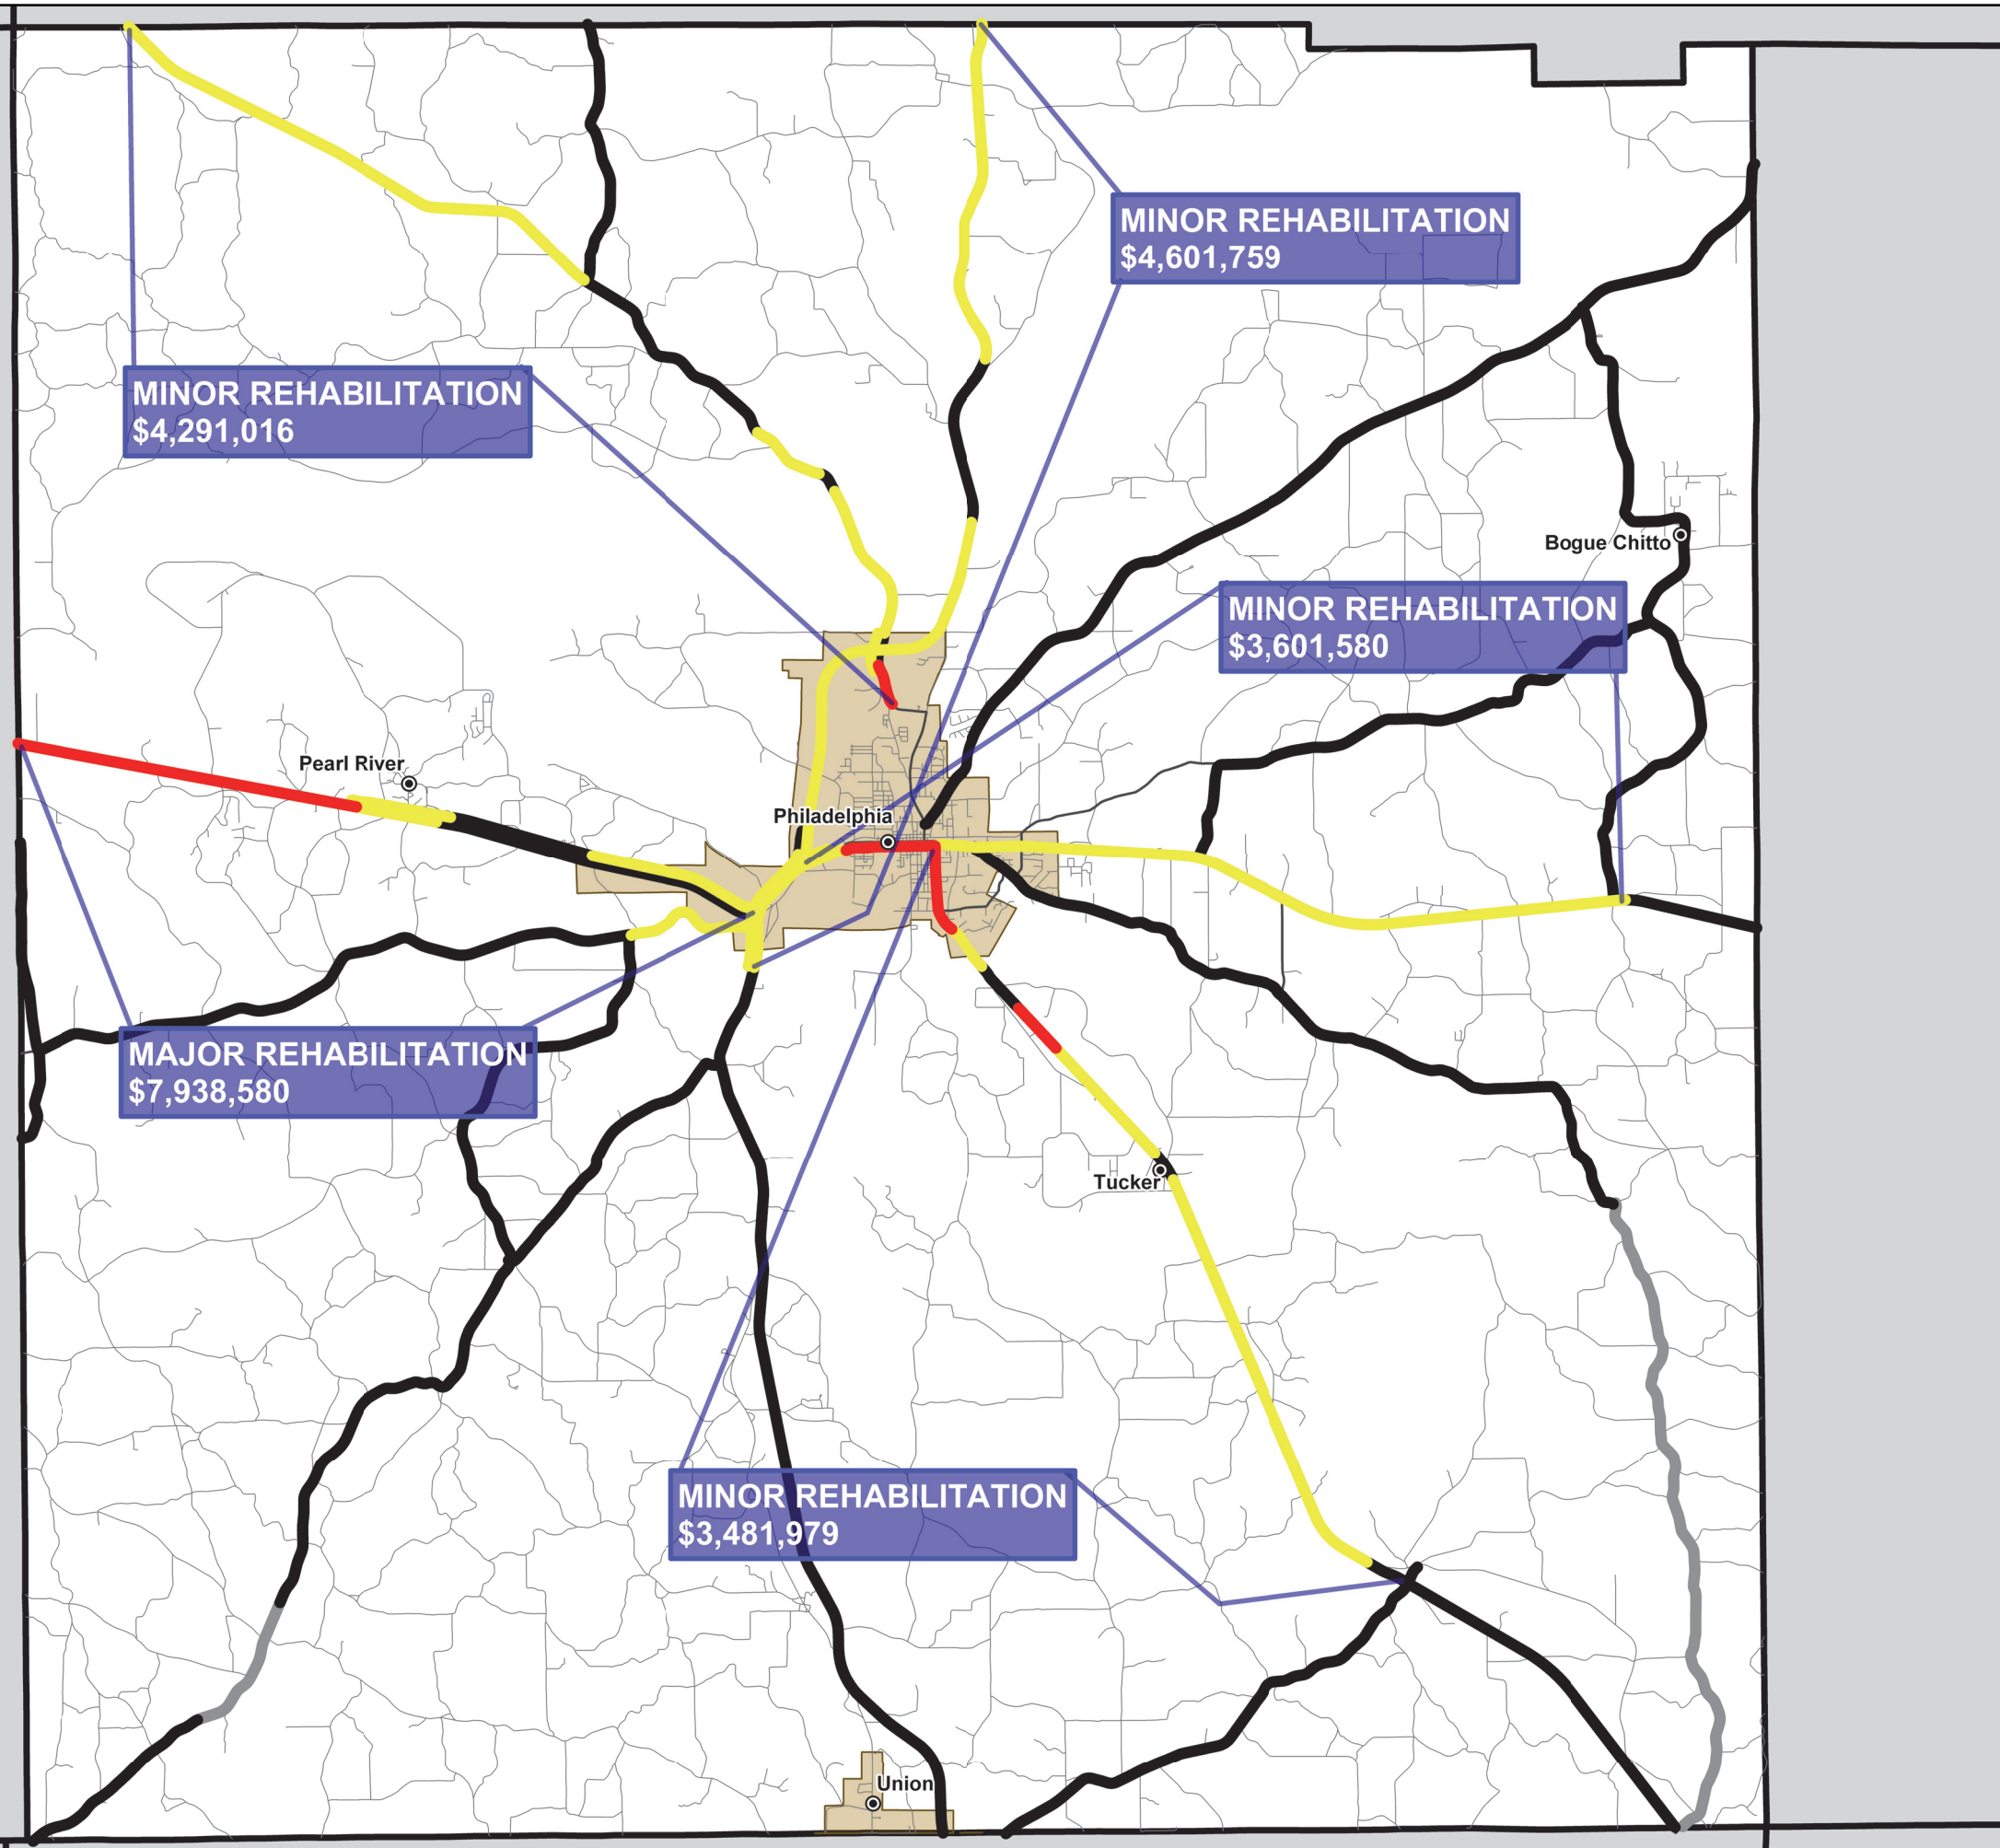 MINOR REHABILITATION
$4,601,759
MINOR REHABILITATION
$4,291,016
Bogue Chitto
MINOR REHABILITATION
$3,601,580
Pearl River
Philadelphia
MAJOR REHABILITATION
$7,938,580
Tucker
MINOR REHABILITATION
$3,481,979
Union